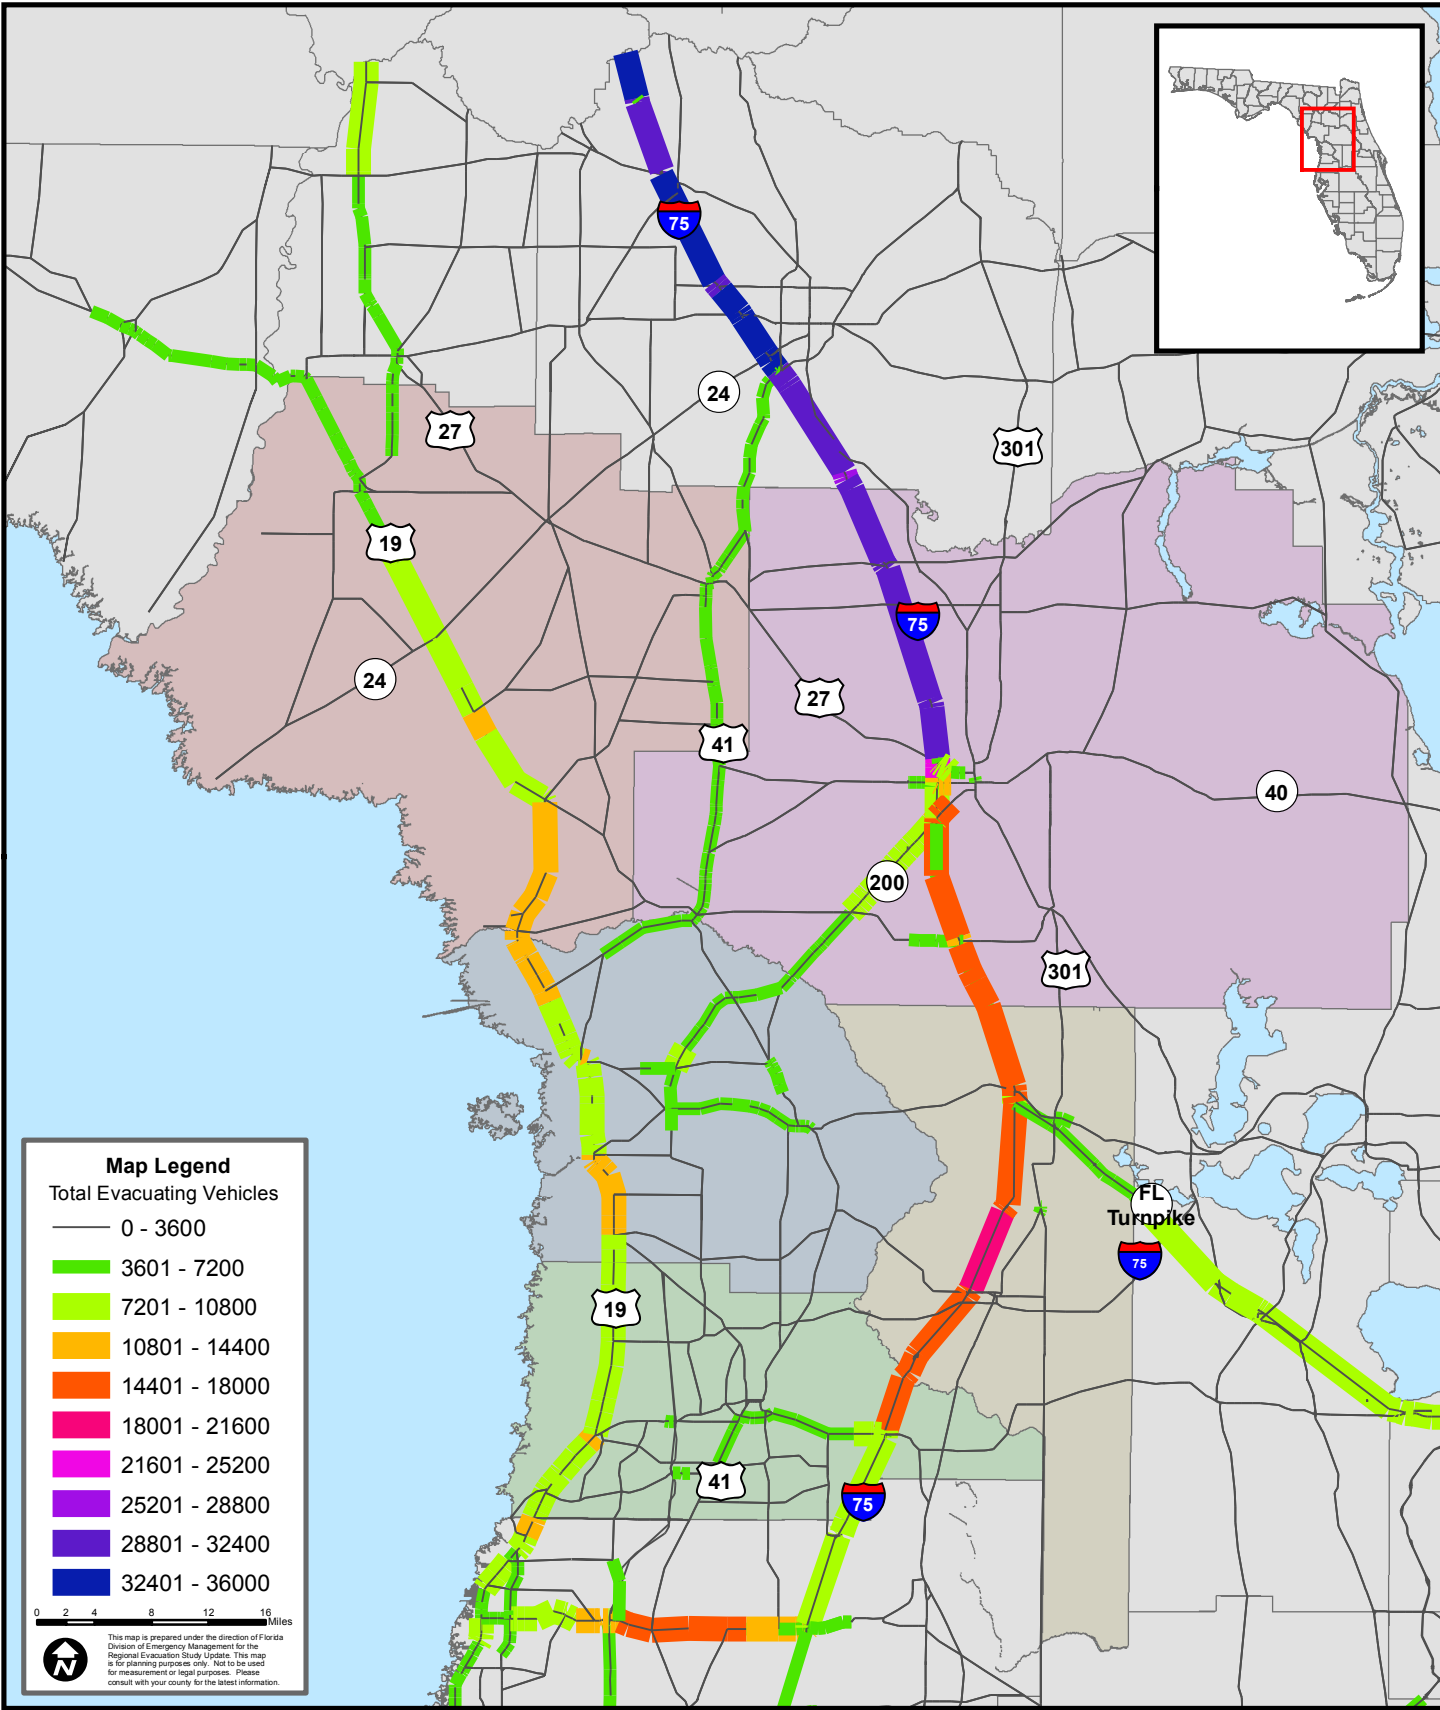 75
24
27
301
19
75
24
27
41
40
200
301
FL
Turnpike
75
19
41
75
Map Legend
Total Evacuating Vehicles
0 - 3600
3601 - 7200
7201 - 10800
10801 - 14400
14401 - 18000
18001 - 21600
21601 - 25200
25201 - 28800
28801 - 32400
32401 - 36000
0 2 4 8 12 16
Miles
N
This map is prepared under the direction of Florida
Division of Emergency Management for the
Regional Evacuation Study Update. This map
is for planning purposes only. Not to be used
for measurement or legal purposes. Please
consult with your county for the latest information.